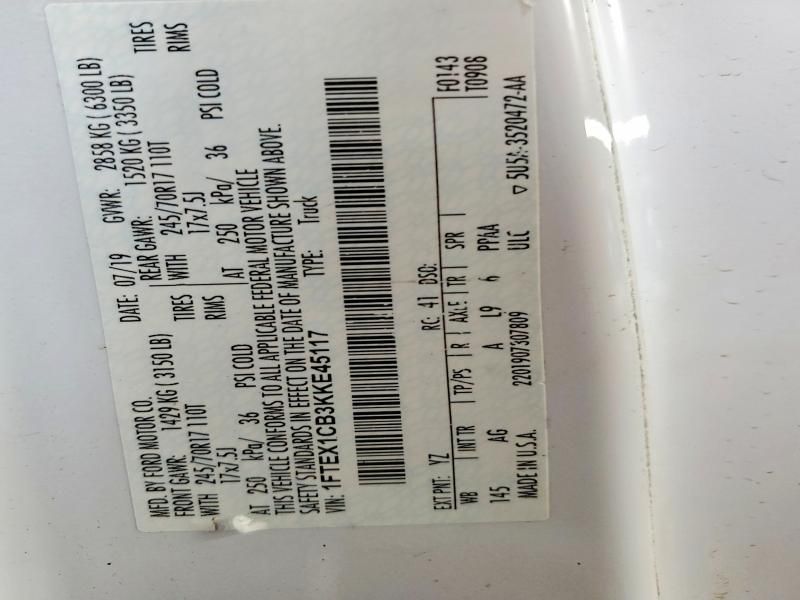 MFD. BY FORD MOTOR CO. DATE: 07/19 GVWR: 2858 KG ( 6300 LB)
FRONT GAWR: 1429 KG ( 3150 LB) REAR GAWR: 1520 KG ( 3350 LB)
WITH 245/70R17 110T TIRES WITH 245/70R17 110T TIRES
17x7.5J RIMS 17x7.5J RIMS
AT 250 kPa/ 36 PSI COLD AT 250 kPa/ 36 PSI COLD
THIS VEHICLE CONFORMS TO ALL APPLICABLE FEDERAL MOTOR VEHICLE
SAFETY STANDARDS IN EFFECT ON THE DATE OF MANUFACTURE SHOWN ABOVE.
VIN: 1FTEX1CB3KKE45117 TYPE: Truck
EXT PNT: YZ RC: 41 DSO: F0143
WB INT TR TP/PS R AXLE TR SPR T0908
145 AG A L9 6 PPAA
MADE IN U.S.A. 2201907307809 ULC ▽ 5U5A-3520472-AA